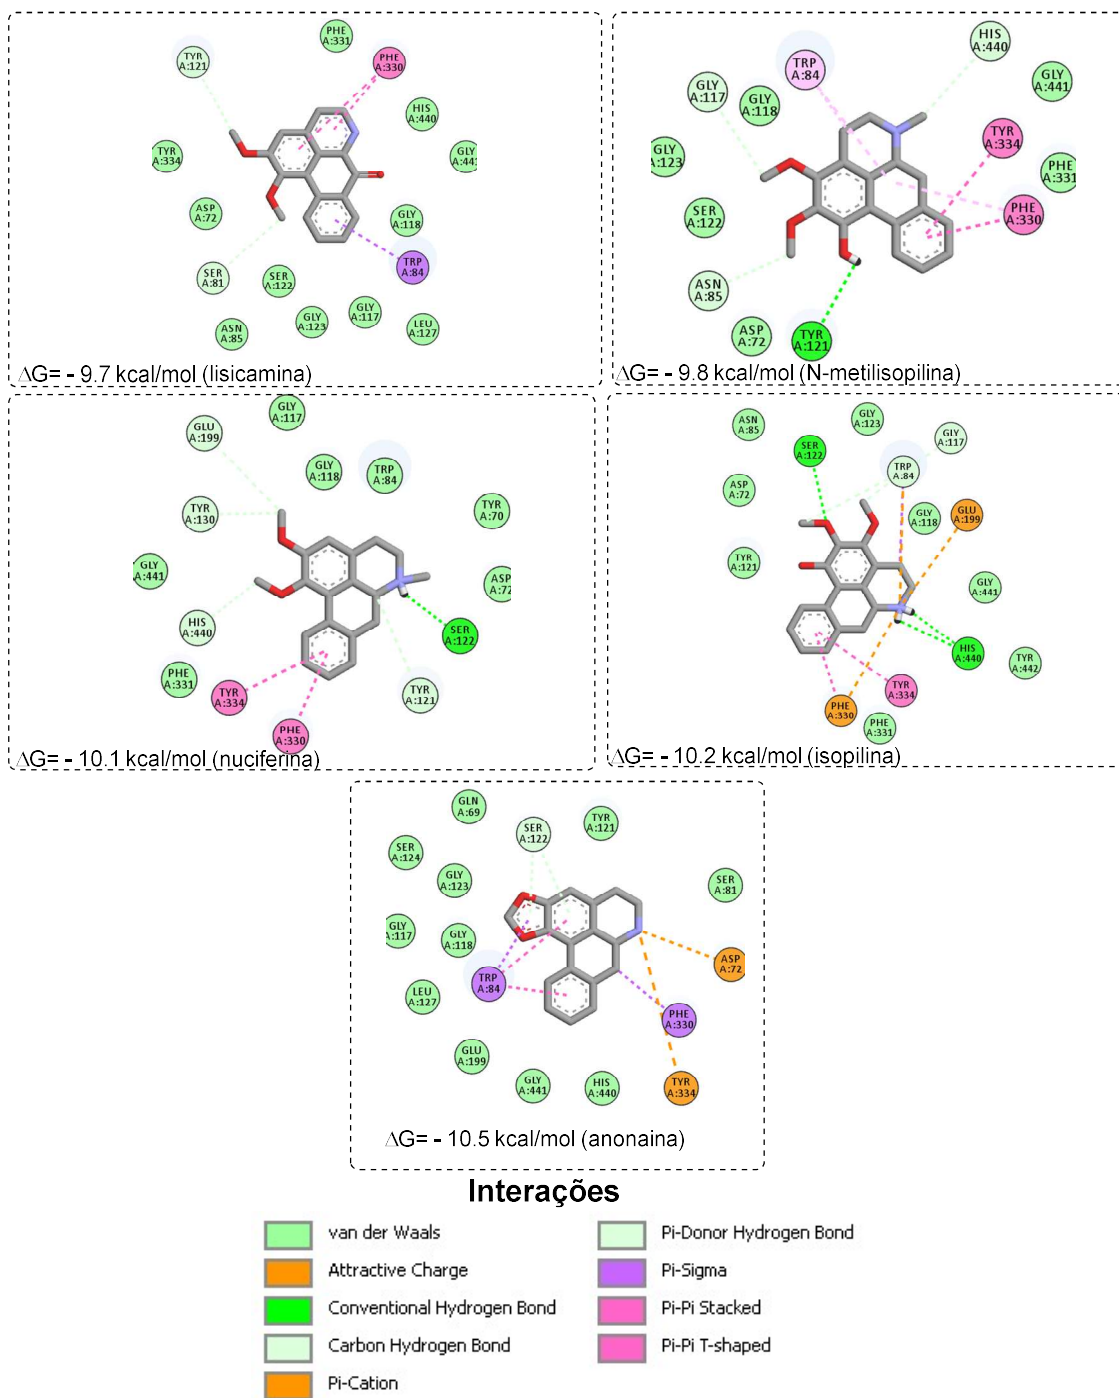 PHE
A:331
TYR
A:121
PHE
A:330
HIS
A:440
TYR
A:334
GLY
A:441
ASP
A:72
GLY
A:118
SER
A:81
SER
A:122
TRP
A:84
ASN
A:85
GLY
A:123
GLY
A:117
LEU
A:127
ΔG= - 9.7 kcal/mol (lisicamina)
HIS
A:440
TRP
A:84
GLY
A:117
GLY
A:118
GLY
A:441
GLY
A:123
TYR
A:334
PHE
A:331
SER
A:122
PHE
A:330
ASN
A:85
ASP
A:72
TYR
A:121
ΔG= - 9.8 kcal/mol (N-metilisopilina)
GLY
A:117
GLU
A:199
GLY
A:118
TRP
A:84
TYR
A:130
TYR
A:70
GLY
A:441
ASP
A:72
HIS
A:440
SER
A:122
PHE
A:331
TYR
A:334
TYR
A:121
PHE
A:330
ΔG= - 10.1 kcal/mol (nuciferina)
ASN
A:85
GLY
A:123
SER
A:122
GLY
A:117
TRP
A:84
ASP
A:72
GLY
A:118
GLU
A:199
TYR
A:121
GLY
A:441
HIS
A:440
TYR
A:442
TYR
A:334
PHE
A:330
PHE
A:331
ΔG= - 10.2 kcal/mol (isopilina)
GLN
A:69
SER
A:122
TYR
A:121
SER
A:124
GLY
A:123
SER
A:81
GLY
A:117
GLY
A:118
ASP
A:72
TRP
A:84
LEU
A:127
PHE
A:330
GLU
A:199
GLY
A:441
HIS
A:440
TYR
A:334
ΔG= - 10.5 kcal/mol (anonaina)
Interações
van der Waals
Attractive Charge
Conventional Hydrogen Bond
Carbon Hydrogen Bond
Pi-Cation
Pi-Donor Hydrogen Bond
Pi-Sigma
Pi-Pi Stacked
Pi-Pi T-shaped